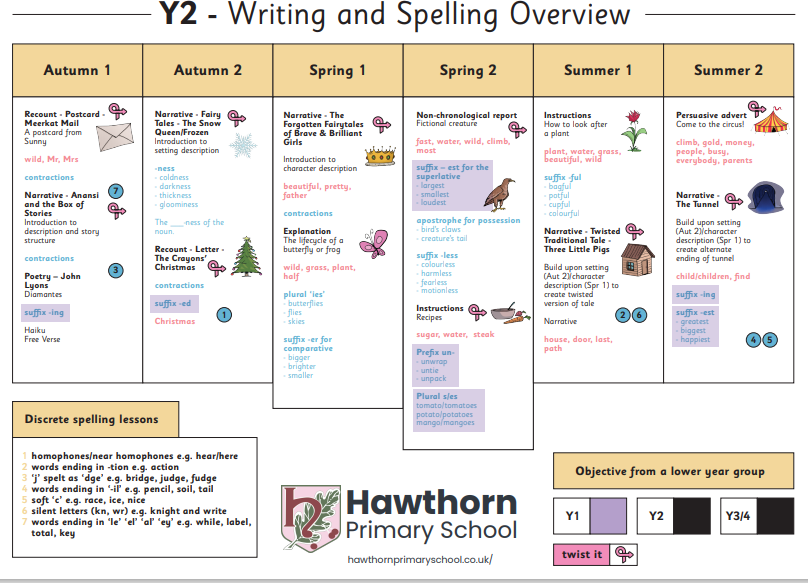 Y2 - Writing and Spelling Overview
Autumn 1
Recount - Postcard -
Meerkat Mail
A postcard from
Sunny
wild, Mr, Mrs
contractions
7
Narrative - Anansi
and the Box of
Stories
Introduction to
description and story
structure
contractions
3
Poetry – John
Lyons
Diamantes
suffix -ing
Haiku
Free Verse
Autumn 2
Narrative - Fairy
Tales - The Snow
Queen/Frozen
Introduction to
setting description
-ness
- coldness
- darkness
- thickness
- gloominess
The ___-ness of the
noun.
Recount - Letter -
The Crayons'
Christmas
contractions
suffix -ed
1
Christmas
Spring 1
Narrative - The
Forgotten Fairytales
of Brave & Brilliant
Girls
Introduction to
character description
beautiful, pretty,
father
contractions
Explanation
The lifecycle of a
butterfly or frog
wild, grass, plant,
half
plural 'ies'
- butterflies
- flies
- skies
suffix -er for
comparative
- bigger
- brighter
- smaller
Spring 2
Non-chronological report
Fictional creature
fast, water, wild, climb,
most
suffix – est for the
superlative
- largest
- smallest
- loudest
apostrophe for possession
- bird's claws
- creature's tail
suffix -less
- colourless
- harmless
- fearless
- motionless
Instructions
Recipes
sugar, water, steak
Prefix un-
- unwrap
- untie
- unpack
Plural s/es
tomato/tomatoes
potato/potatoes
mango/mangoes
Summer 1
Instructions
How to look after
a plant
plant, water, grass,
beautiful, wild
suffix -ful
- bagful
- potful
- cupful
- colourful
Narrative - Twisted
Traditional Tale -
Three Little Pigs
Build upon setting
(Aut 2)/character
description (Spr 1) to
create twisted
version of tale
2 6
Narrative
house, door, last,
path
Summer 2
Persuasive advert
Come to the circus!
climb, gold, money,
people, busy,
everybody, parents
Narrative -
The Tunnel
Build upon setting
(Aut 2)/character
description (Spr 1) to
create alternate
ending of tunnel
child/children, find
suffix -ing
suffix -est
- greatest
- biggest
- happiest
4 5
Discrete spelling lessons
1 homophones/near homophones e.g. hear/here
2 words ending in -tion e.g. action
3 'j' spelt as 'dge' e.g. bridge, judge, fudge
4 words ending in '-il' e.g. pencil, soil, tail
5 soft 'c' e.g. race, ice, nice
6 silent letters (kn, wr) e.g. knight and write
7 words ending in 'le' 'el' 'al' 'ey' e.g. while, label,
total, key
Hawthorn
Primary School
hawthornprimaryschool.co.uk/
Objective from a lower year group
Y1
Y2
Y3/4
twist it